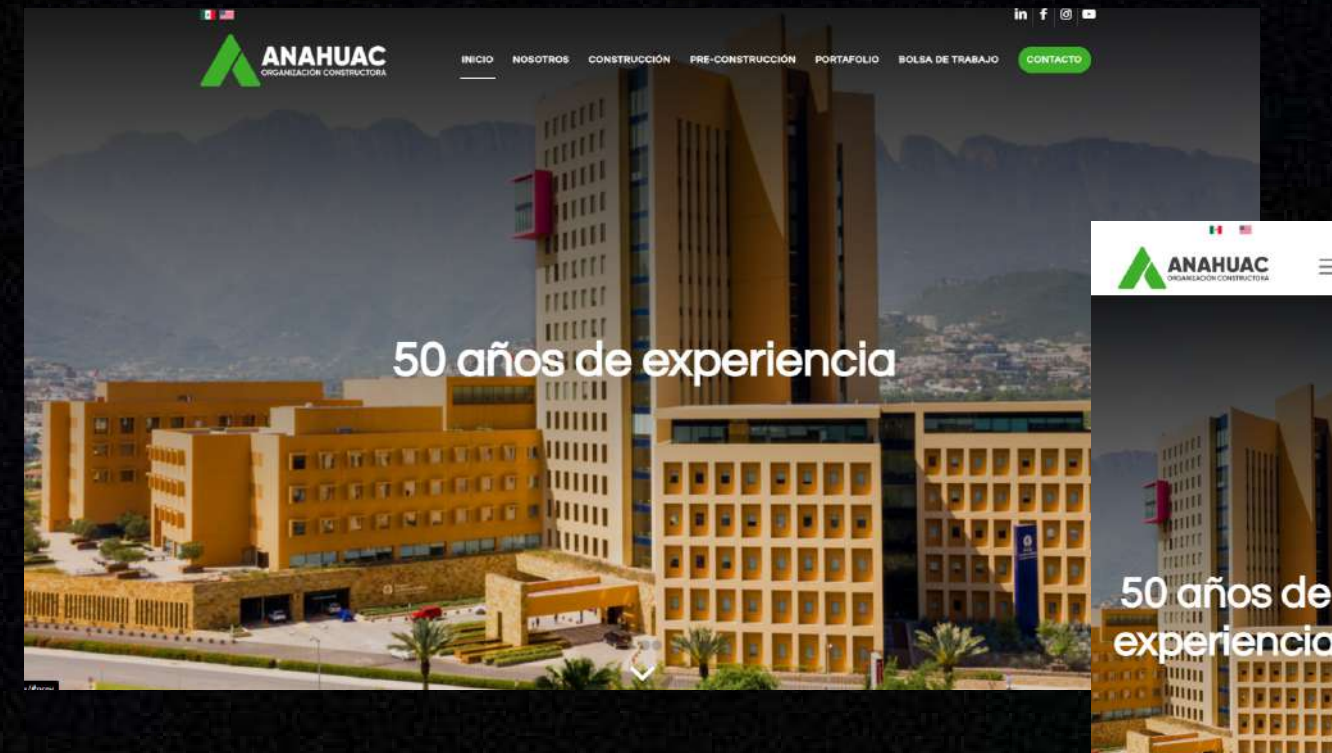 ANAHUAC
ORGANIZACIÓN CONSTRUCTORA
INICIO NOSOTROS CONSTRUCCIÓN PRE-CONSTRUCCIÓN PORTAFOLIO BOLSA DE TRABAJO CONTACTO
50 años de experiencia
ANAHUAC
ORGANIZACIÓN CONSTRUCTORA
50 años de
experiencia